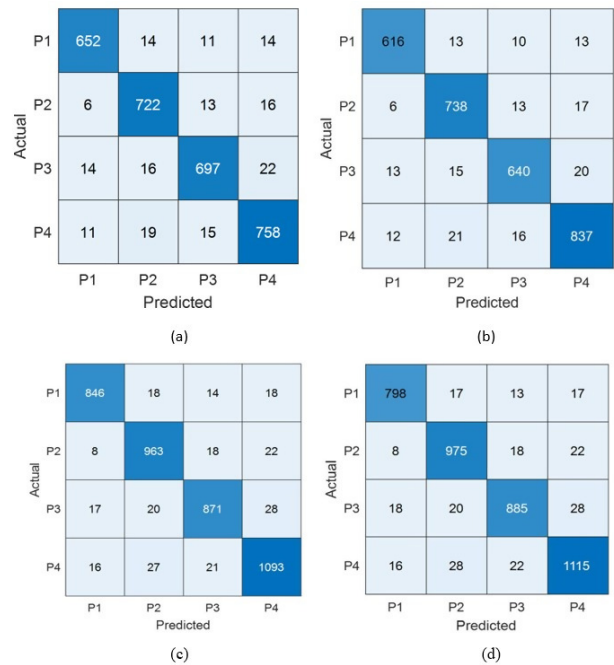 P1 652 14 11 14
P2 6 722 13 16
P3 14 16 697 22
P4 11 19 15 758
P1 P2 P3 P4
Actual
Predicted
(a)
P1 616 13 10 13
P2 6 738 13 17
P3 13 15 640 20
P4 12 21 16 837
P1 P2 P3 P4
Actual
Predicted
(b)
P1 846 18 14 18
P2 8 963 18 22
P3 17 20 871 28
P4 16 27 21 1093
P1 P2 P3 P4
Actual
Predicted
(c)
P1 798 17 13 17
P2 8 975 18 22
P3 18 20 885 28
P4 16 28 22 1115
P1 P2 P3 P4
Actual
Predicted
(d)